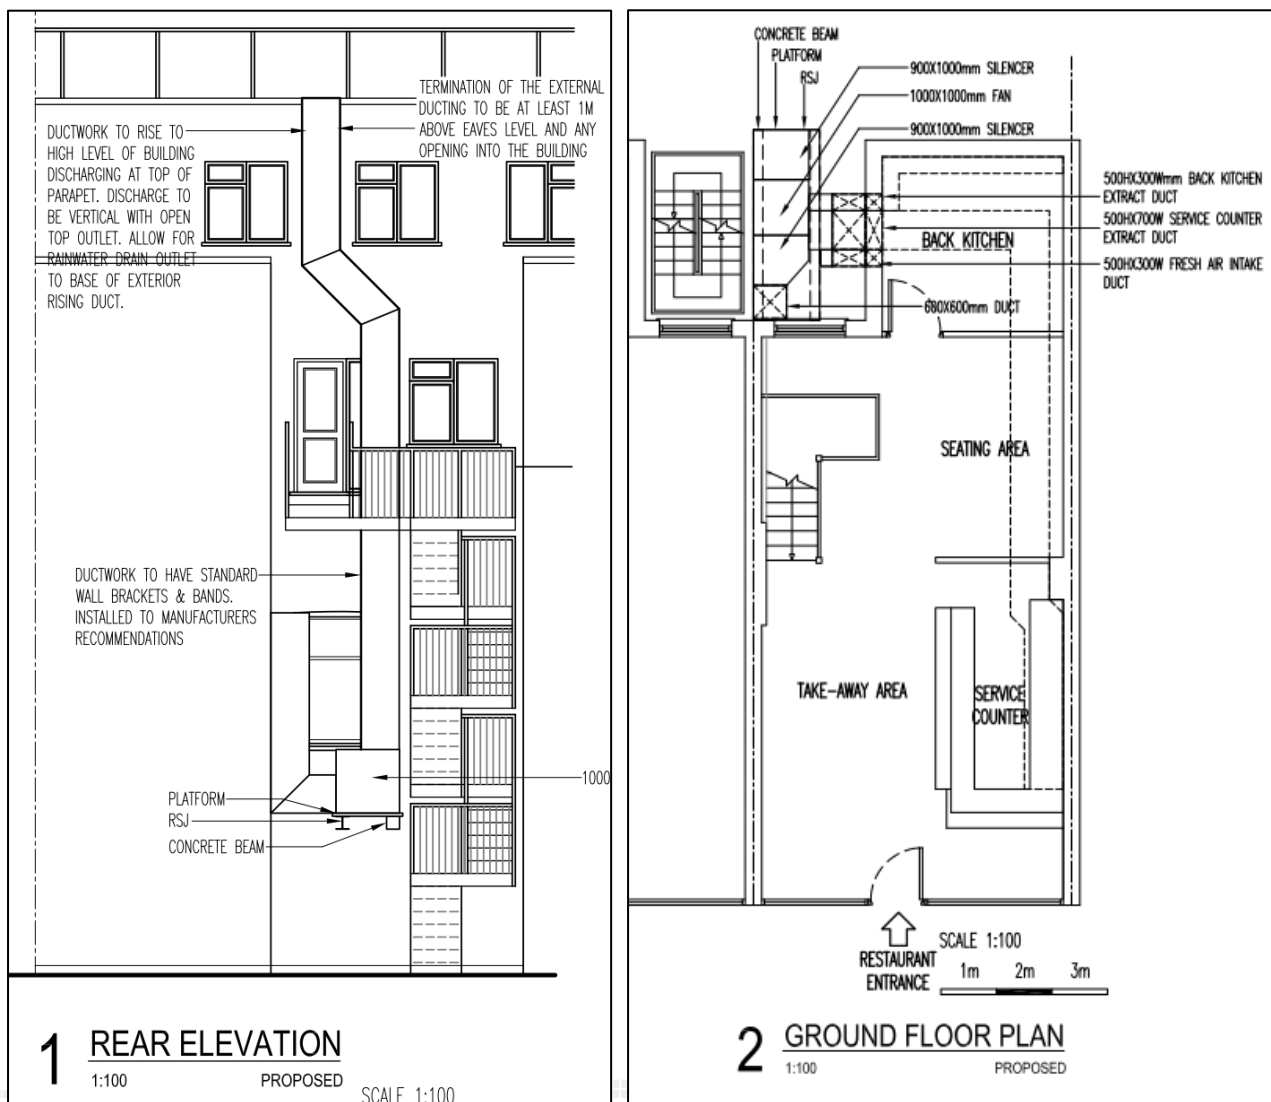 TERMINATION OF THE EXTERNAL
DUCTING TO BE AT LEAST 1M
ABOVE EAVES LEVEL AND ANY
OPENING INTO THE BUILDING
DUCTWORK TO RISE TO
HIGH LEVEL OF BUILDING
DISCHARGING AT TOP OF
PARAPET. DISCHARGE TO
BE VERTICAL WITH OPEN
TOP OUTLET. ALLOW FOR
RAINWATER DRAIN OUTLET
TO BASE OF EXTERIOR
RISING DUCT.
DUCTWORK TO HAVE STANDARD
WALL BRACKETS & BANDS.
INSTALLED TO MANUFACTURERS
RECOMMENDATIONS
1000
PLATFORM
RSJ
CONCRETE BEAM
1 REAR ELEVATION
1:100 PROPOSED
SCALE 1:100
CONCRETE BEAM
PLATFORM
RSJ
900X1000mm SILENCER
1000X1000mm FAN
900X1000mm SILENCER
500HX300Wmm BACK KITCHEN
EXTRACT DUCT
500HX700W SERVICE COUNTER
EXTRACT DUCT
500HX300W FRESH AIR INTAKE
DUCT
BACK KITCHEN
680X600mm DUCT
SEATING AREA
TAKE-AWAY AREA
SERVICE
COUNTER
RESTAURANT
ENTRANCE
SCALE 1:100
1m 2m 3m
2 GROUND FLOOR PLAN
1:100 PROPOSED